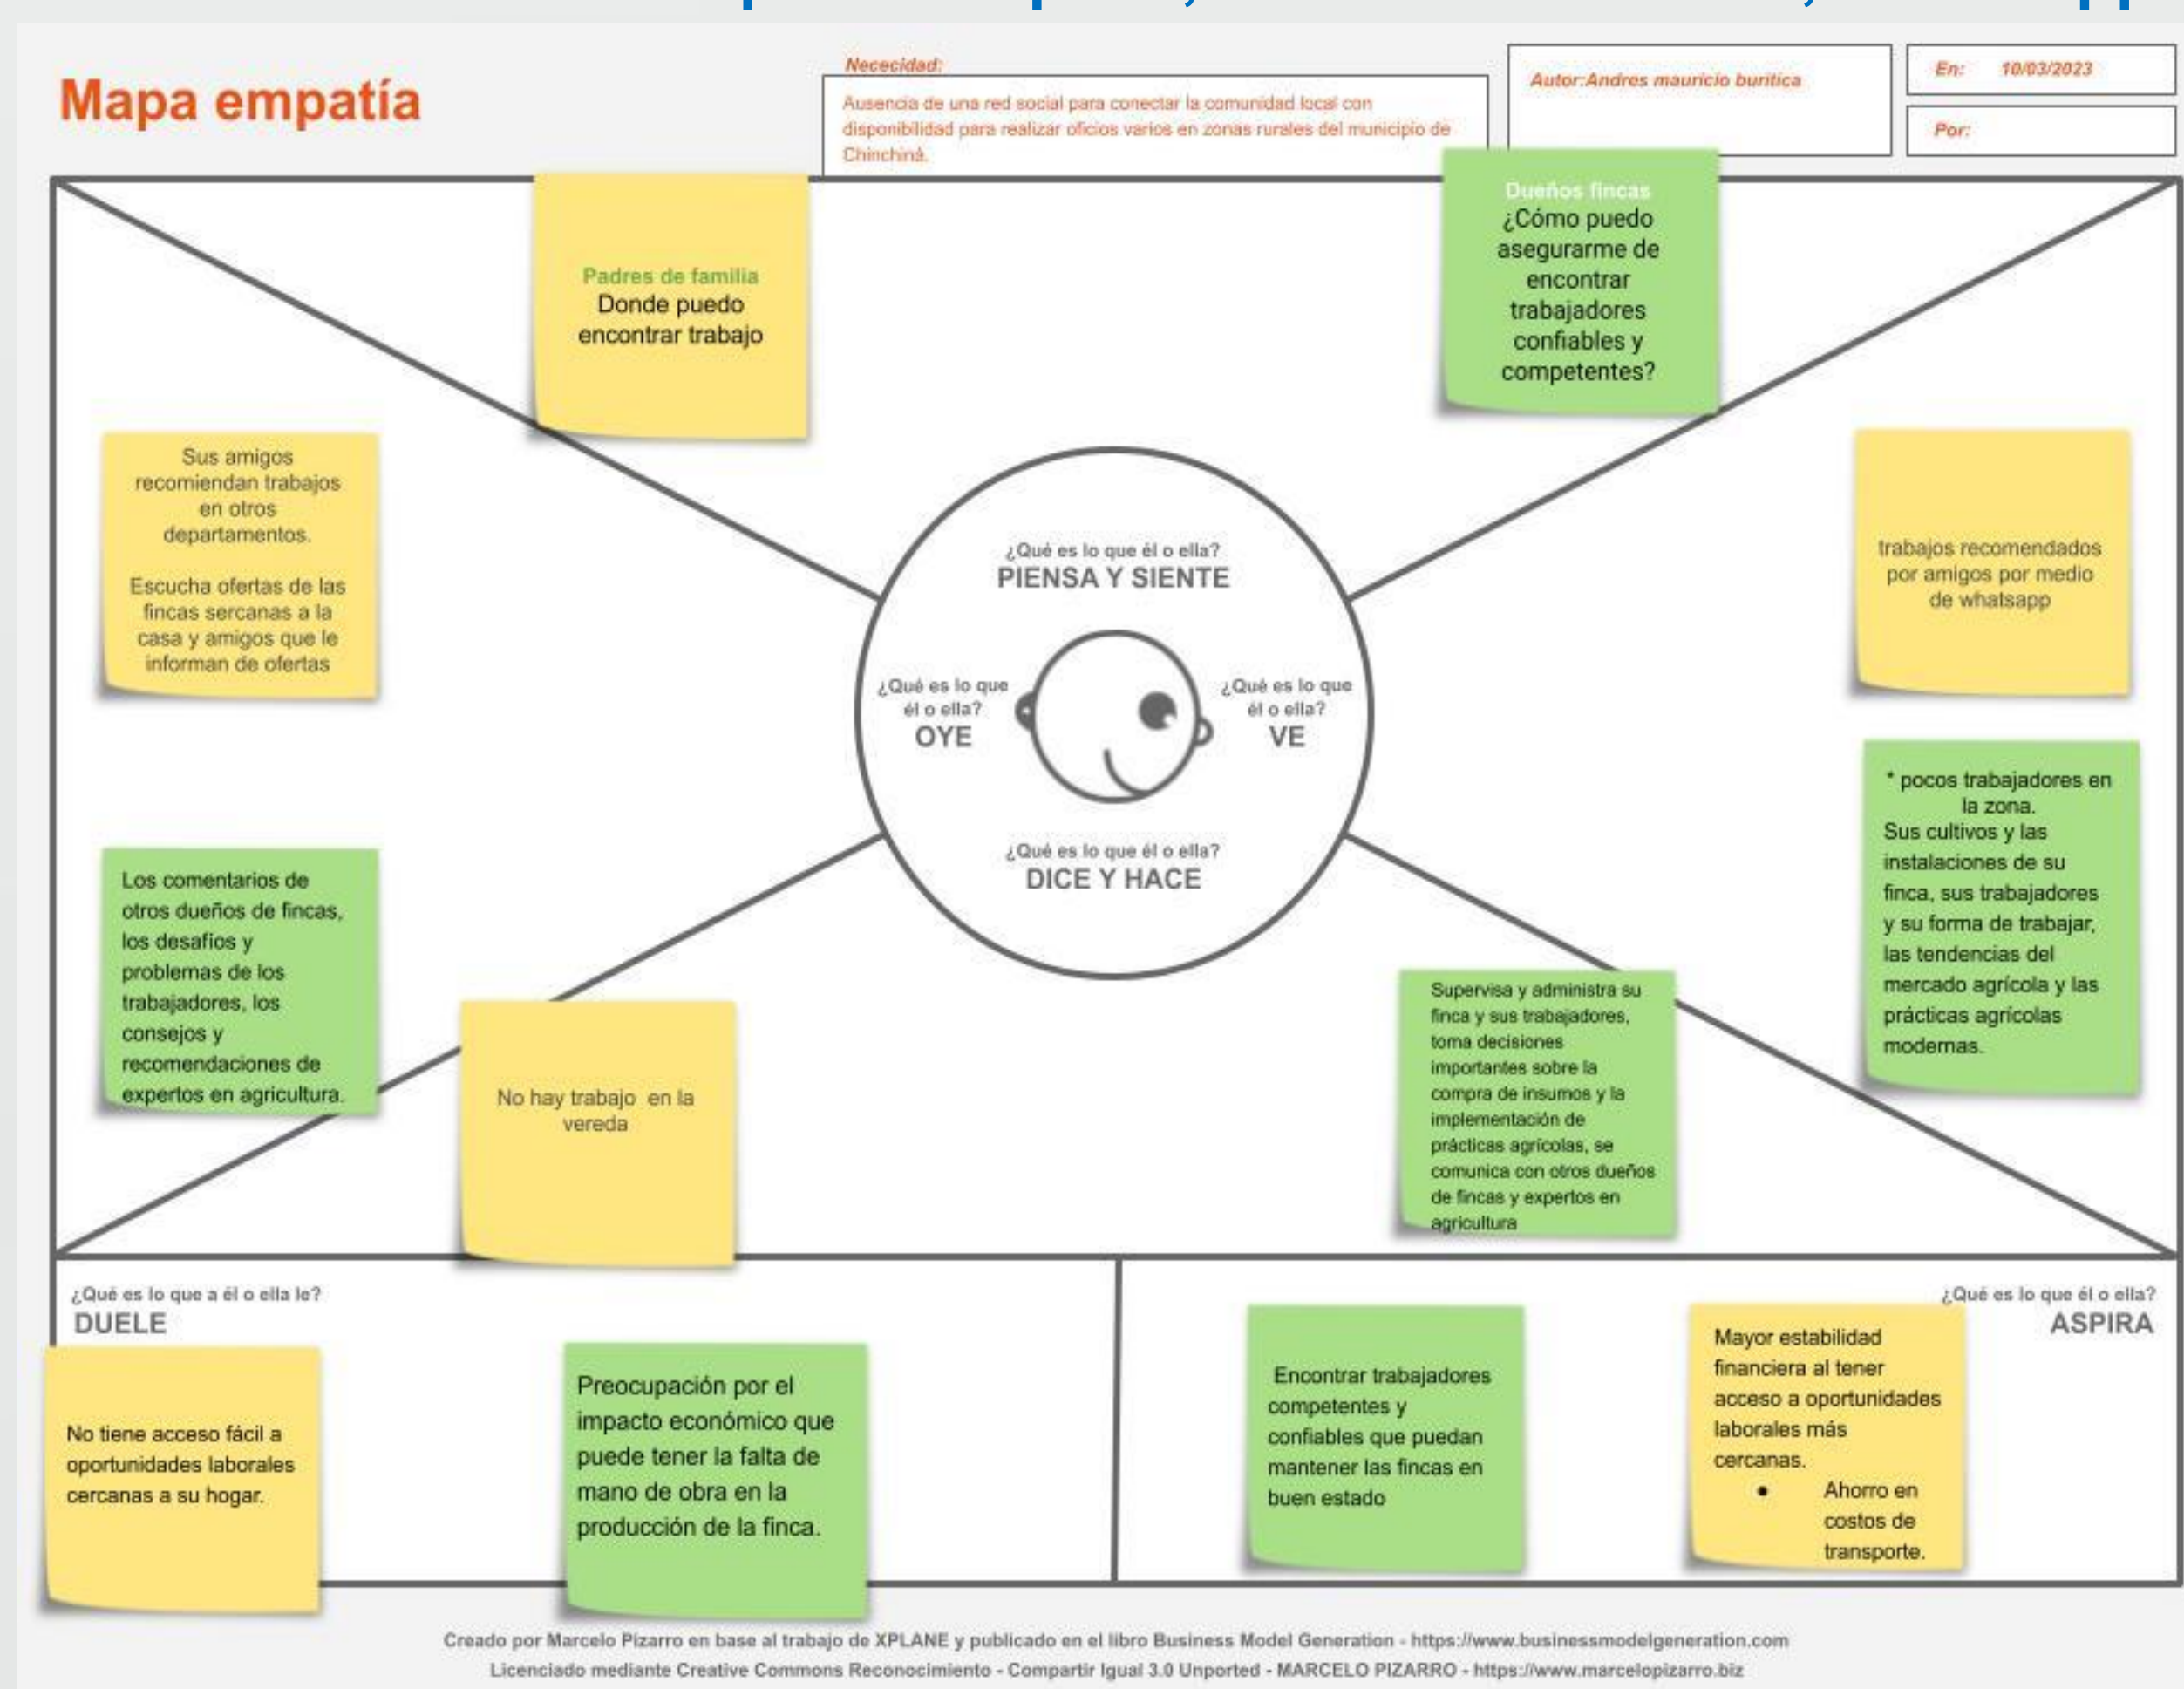 Mapa empatía
Nececidad:
Ausencia de una red social para conectar la comunidad local con
disponibilidad para realizar oficios varios en zonas rurales del municipio de
Chinchiná.
Autor:Andres mauricio buritica
En: 10/03/2023
Por:
Padres de familia
Donde puedo
encontrar trabajo
Dueños fincas
¿Cómo puedo
asegurarme de
encontrar
trabajadores
confiables y
competentes?
Sus amigos
recomiendan trabajos
en otros
departamentos.
Escucha ofertas de las
fincas sercanas a la
casa y amigos que le
informan de ofertas
trabajos recomendados
por amigos por medio
de whatsapp
¿Qué es lo que él o ella?
PIENSA Y SIENTE
¿Qué es lo que
él o ella?
OYE
¿Qué es lo que
él o ella?
VE
¿Qué es lo que él o ella?
DICE Y HACE
Los comentarios de
otros dueños de fincas,
los desafíos y
problemas de los
trabajadores, los
consejos y
recomendaciones de
expertos en agricultura.
* pocos trabajadores en
la zona.
Sus cultivos y las
instalaciones de su
finca, sus trabajadores
y su forma de trabajar,
las tendencias del
mercado agrícola y las
prácticas agrícolas
modernas.
No hay trabajo en la
vereda
Supervisa y administra su
finca y sus trabajadores,
toma decisiones
importantes sobre la
compra de insumos y la
implementación de
prácticas agrícolas, se
comunica con otros dueños
de fincas y expertos en
agricultura
¿Qué es lo que a él o ella le?
DUELE
No tiene acceso fácil a
oportunidades laborales
cercanas a su hogar.
Preocupación por el
impacto económico que
puede tener la falta de
mano de obra en la
producción de la finca.
Encontrar trabajadores
competentes y
confiables que puedan
mantener las fincas en
buen estado
¿Qué es lo que él o ella?
ASPIRA
Mayor estabilidad
financiera al tener
acceso a oportunidades
laborales más
cercanas.
● Ahorro en
costos de
transporte.
Creado por Marcelo Pizarro en base al trabajo de XPLANE y publicado en el libro Business Model Generation - https://www.businessmodelgeneration.com
Licenciado mediante Creative Commons Reconocimiento - Compartir Igual 3.0 Unported - MARCELO PIZARRO - https://www.marcelopizarro.biz